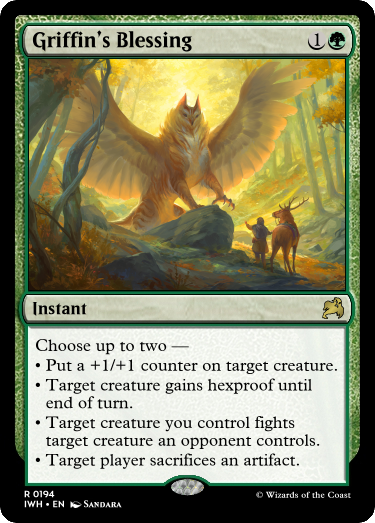 Griffin's Blessing 1
Instant
Choose up to two —
• Put a +1/+1 counter on target creature.
• Target creature gains hexproof until
end of turn.
• Target creature you control fights
target creature an opponent controls.
• Target player sacrifices an artifact.
R 0194
IWH • EN Sandara
© Wizards of the Coast